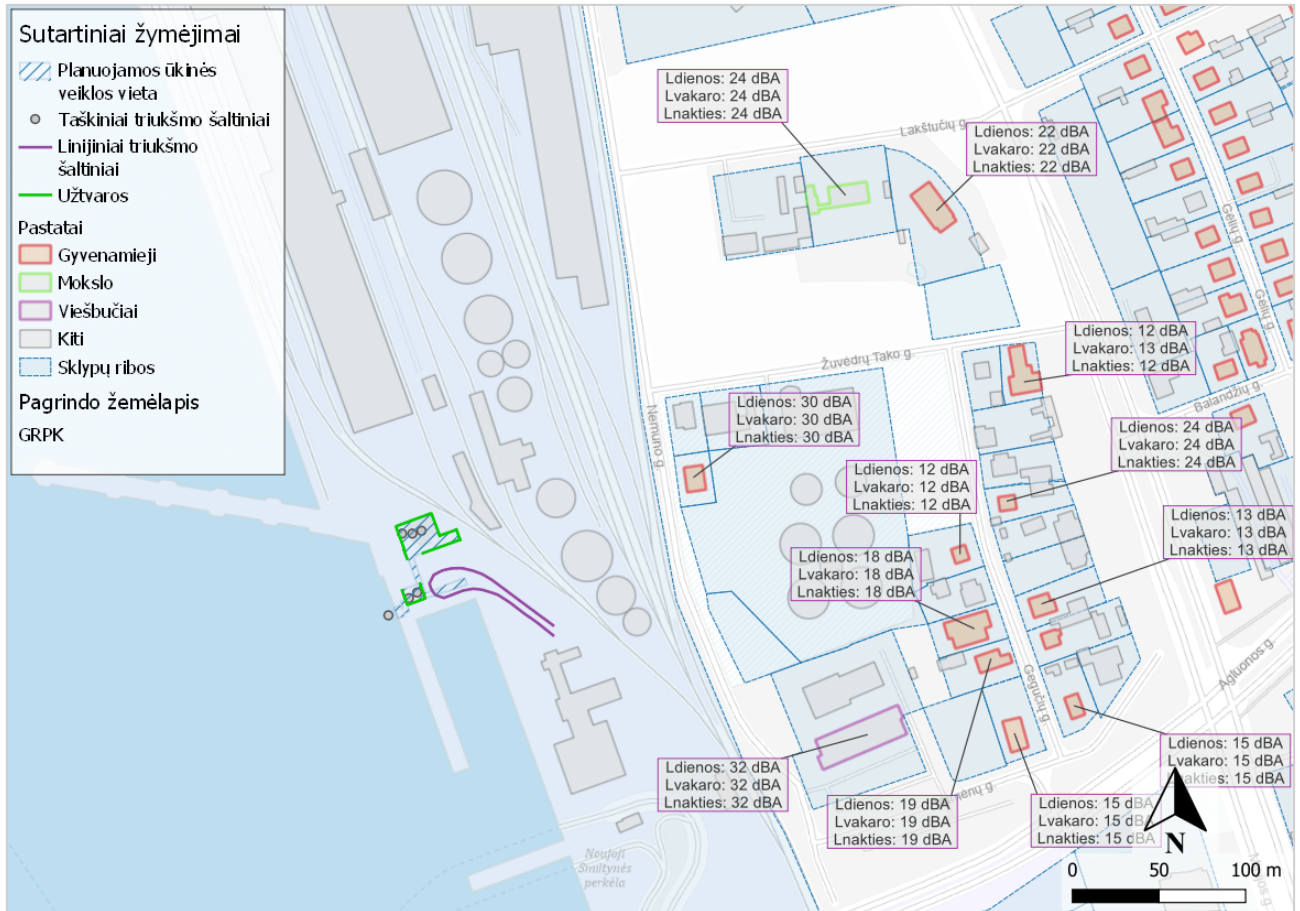 Sutartiniai žymėjimai
Planuojamos ūkinės
veiklos vieta
Taškiniai triukšmo šaltiniai
Linijiniai triukšmo
šaltiniai
Užtvaros
Pastatai
Gyvenamieji
Mokslo
Viešbučiai
Kiti
Sklypų ribos
Pagrindo žemėlapis
GRPK
Ldienos: 24 dBA
Lvakaro: 24 dBA
Lnakties: 24 dBA
Lakštučių g.
Ldienos: 22 dBA
Lvakaro: 22 dBA
Lnakties: 22 dBA
Gėlių g.
Gėlių g.
Ldienos: 12 dBA
Lvakaro: 13 dBA
Lnakties: 12 dBA
Žuvėdrų Tako g.
Balandžių g.
Nemuno g.
Ldienos: 30 dBA
Lvakaro: 30 dBA
Lnakties: 30 dBA
Ldienos: 24 dBA
Lvakaro: 24 dBA
Lnakties: 24 dBA
Ldienos: 12 dBA
Lvakaro: 12 dBA
Lnakties: 12 dBA
Ldienos: 13 dBA
Lvakaro: 13 dBA
Lnakties: 13 dBA
Ldienos: 18 dBA
Lvakaro: 18 dBA
Lnakties: 18 dBA
Gegučių g.
Agluonos g.
Ldienos: 32 dBA
Lvakaro: 32 dBA
Lnakties: 32 dBA
Ldienos: 19 dBA
Lvakaro: 19 dBA
Lnakties: 19 dBA
Ldienos: 15 dBA
Lvakaro: 15 dBA
Lnakties: 15 dBA
Ldienos: 15 dBA
Lvakaro: 15 dBA
Lnakties: 15 dBA
Naujoji
Smiltynės
perkėla
N
0 50 100 m